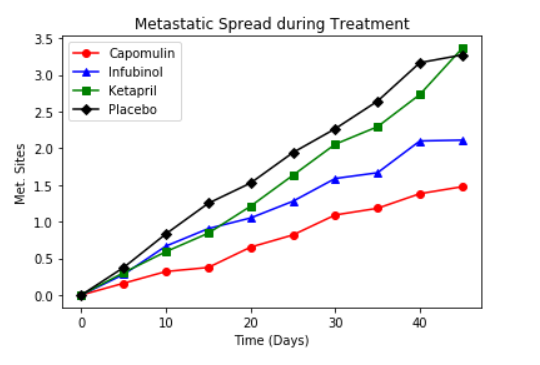 Metastatic Spread during Treatment
3.5
3.0
2.5
2.0
1.5
1.0
0.5
0.0
Met. Sites
Capomulin
Infubinol
Ketapril
Placebo
0
10
20
30
40
Time (Days)